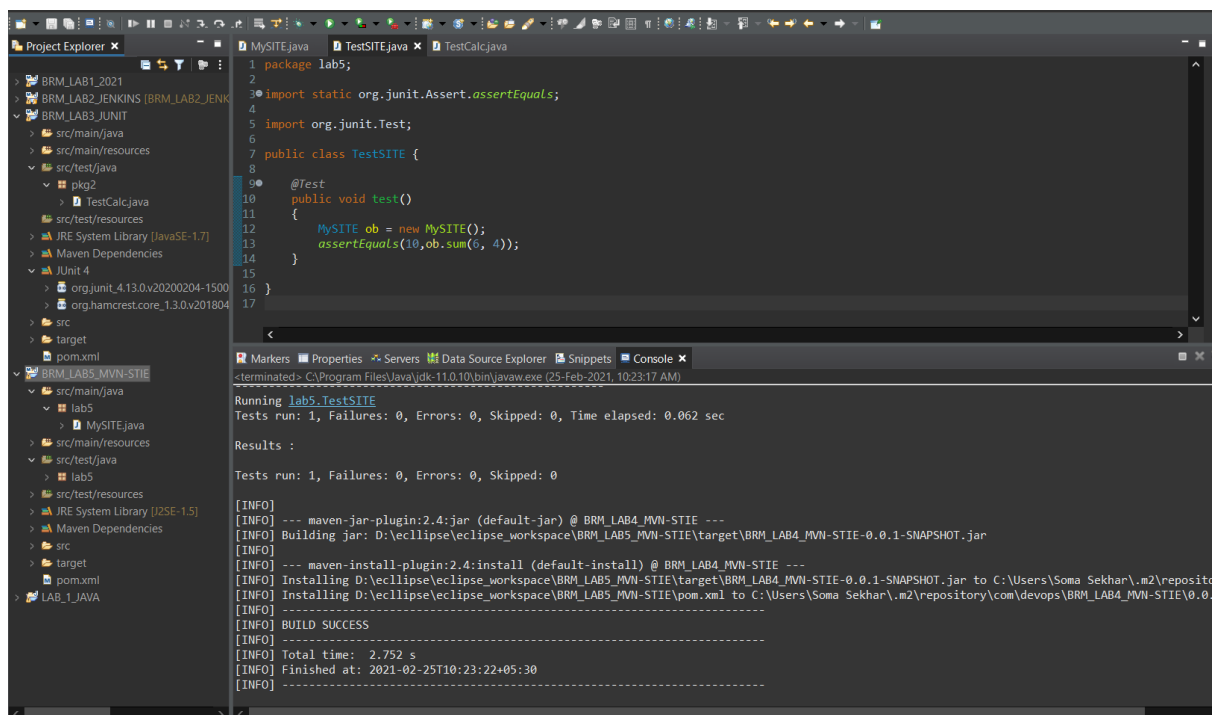 Project Explorer
BRM_LAB1_2021
BRM_LAB2_JENKINS [BRM_LAB2_JENK
BRM_LAB3_JUNIT
src/main/java
src/main/resources
src/test/java
pkg2
TestCalc.java
src/test/resources
JRE System Library [JavaSE-1.7]
Maven Dependencies
JUnit 4
org.junit_4.13.0.v20200204-1500
org.hamcrest.core_1.3.0.v201804
src
target
pom.xml
BRM_LAB5_MVN-STIE
src/main/java
lab5
MySITE.java
src/main/resources
src/test/java
lab5
src/test/resources
JRE System Library [J2SE-1.5]
Maven Dependencies
src
target
pom.xml
LAB_1_JAVA
MySITE.java TestSITE.java TestCalc.java
1 package lab5;
2
3 import static org.junit.Assert.assertEquals;
4
5 import org.junit.Test;
6
7 public class TestSITE {
8
9 @Test
10 public void test()
11 {
12 MySITE ob = new MySITE();
13 assertEquals(10,ob.sum(6, 4));
14 }
15
16 }
17
Markers Properties Servers Data Source Explorer Snippets Console
<terminated> C:\Program Files\Java\jdk-11.0.10\bin\javaw.exe (25-Feb-2021, 10:23:17 AM)
Running lab5.TestSITE
Tests run: 1, Failures: 0, Errors: 0, Skipped: 0, Time elapsed: 0.062 sec
Results :
Tests run: 1, Failures: 0, Errors: 0, Skipped: 0
[INFO]
[INFO] --- maven-jar-plugin:2.4:jar (default-jar) @ BRM_LAB4_MVN-STIE ---
[INFO] Building jar: D:\ecllipse\eclipse_workspace\BRM_LAB5_MVN-STIE\target\BRM_LAB4_MVN-STIE-0.0.1-SNAPSHOT.jar
[INFO]
[INFO] --- maven-install-plugin:2.4:install (default-install) @ BRM_LAB4_MVN-STIE ---
[INFO] Installing D:\ecllipse\eclipse_workspace\BRM_LAB5_MVN-STIE\target\BRM_LAB4_MVN-STIE-0.0.1-SNAPSHOT.jar to C:\Users\Soma Sekhar\.m2\reposito
[INFO] Installing D:\ecllipse\eclipse_workspace\BRM_LAB5_MVN-STIE\pom.xml to C:\Users\Soma Sekhar\.m2\repository\com\devops\BRM_LAB4_MVN-STIE\0.0.
[INFO] ------------------------------------------------------------------------
[INFO] BUILD SUCCESS
[INFO] ------------------------------------------------------------------------
[INFO] Total time:  2.752 s
[INFO] Finished at: 2021-02-25T10:23:22+05:30
[INFO] ------------------------------------------------------------------------